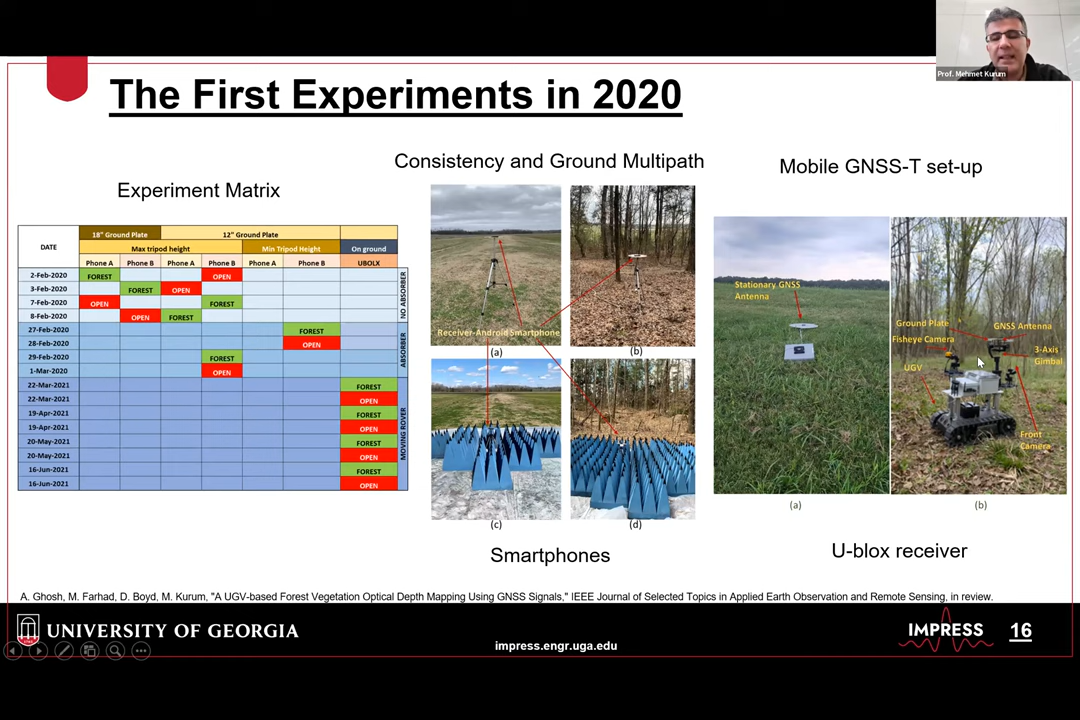 Prof. Mehmet Kurum
The First Experiments in 2020
Experiment Matrix
Consistency and Ground Multipath
Mobile GNSS-T set-up
DATE
18" Ground Plate
12" Ground Plate
Max tripod height
Min Tripod Height
On ground
Phone A
Phone B
Phone A
Phone B
Phone A
Phone B
UBOLX
2-Feb-2020 FOREST OPEN
3-Feb-2020 FOREST OPEN
7-Feb-2020 OPEN FOREST
8-Feb-2020 OPEN FOREST
NO ABSORBER
27-Feb-2020 FOREST
28-Feb-2020 OPEN
29-Feb-2020 FOREST
1-Mar-2020 OPEN
ABSORBER
22-Mar-2021 FOREST
22-Mar-2021 OPEN
19-Apr-2021 FOREST
19-Apr-2021 OPEN
20-May-2021 FOREST
20-May-2021 OPEN
16-Jun-2021 FOREST
16-Jun-2021 OPEN
MOVING ROVER
Receiver-Android Smartphone
(a)
(b)
(c)
(d)
Smartphones
Stationary GNSS
Antenna
Ground Plate
GNSS Antenna
Fisheye Camera
3-Axis
Gimbal
UGV
Front
Camera
(a)
(b)
U-blox receiver
A. Ghosh, M. Farhad, D. Boyd, M. Kurum, "A UGV-based Forest Vegetation Optical Depth Mapping Using GNSS Signals," IEEE Journal of Selected Topics in Applied Earth Observation and Remote Sensing, in review.
UNIVERSITY OF GEORGIA
impress.engr.uga.edu
IMPRESS
16